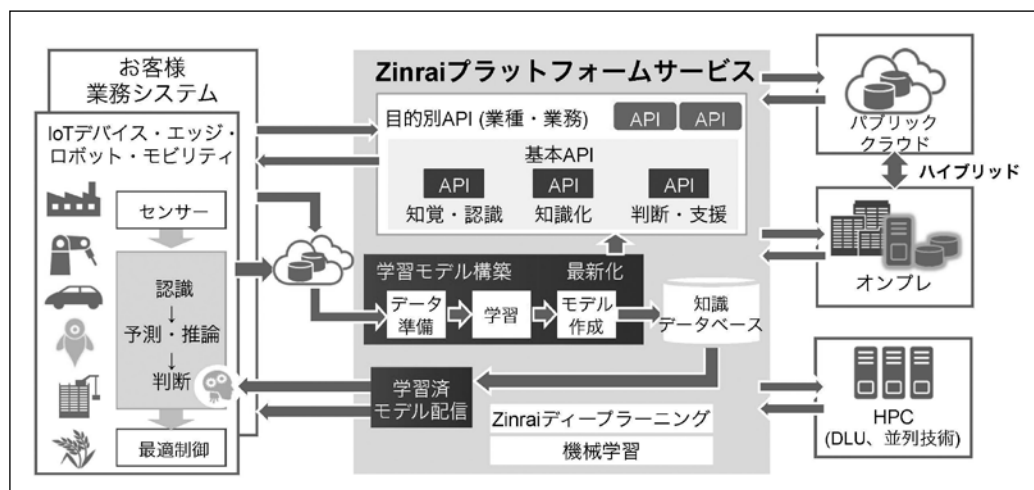 お客様
業務システム
IoTデバイス・エッジ・
ロボット・モビリティ
センサー
認識
↓
予測・推論
↓
判断
最適制御
Zinraiプラットフォームサービス
目的別API (業種・業務)
API
API
基本API
API
API
API
知覚・認識
知識化
判断・支援
学習モデル構築
最新化
データ
準備
学習
モデル
作成
知識
データベース
学習済
モデル配信
Zinraiディープラーニング
機械学習
パブリック
クラウド
ハイブリッド
オンプレ
HPC
(DLU、並列技術)